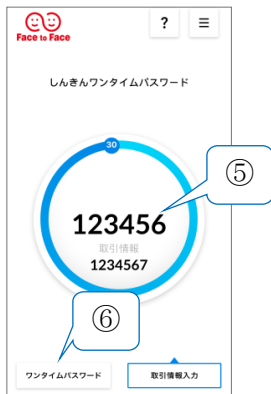 Face to Face
?
しんきんワンタイムパスワード
30
⑤
123456
取引情報
1234567
⑥
ワンタイムパスワード
取引情報入力